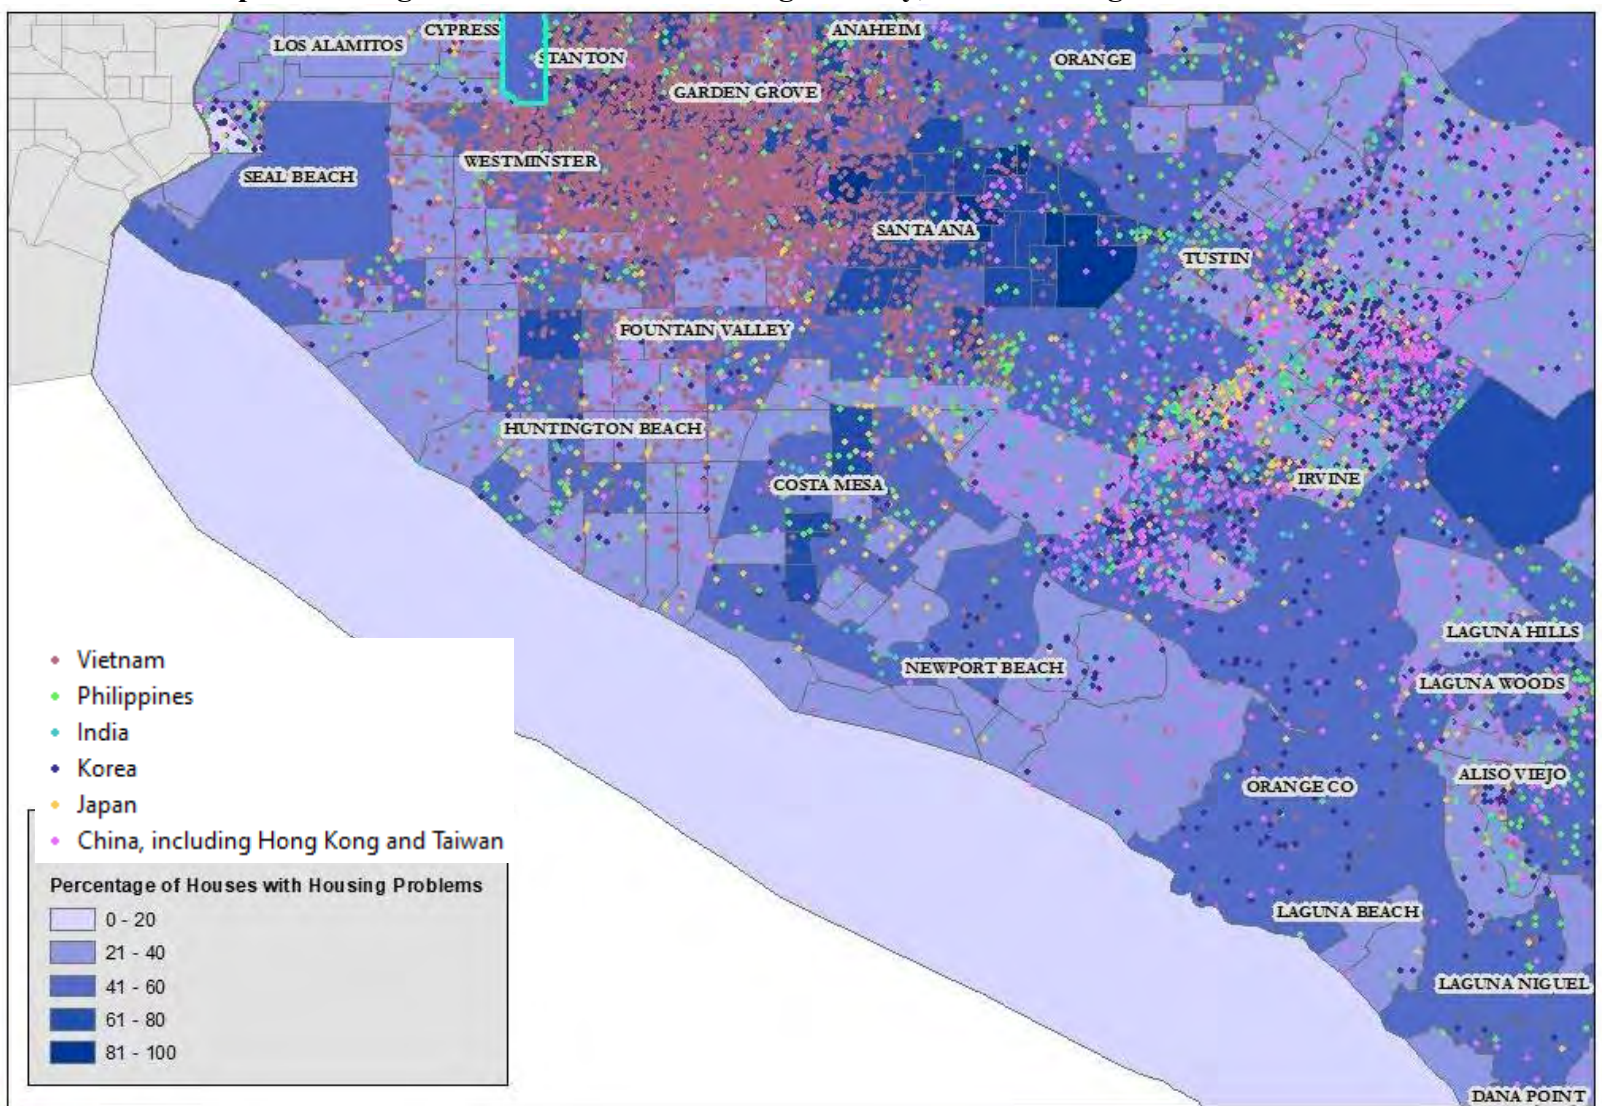 CYPRESS
ANAHEIM
LOS ALAMITOS
STANTON
ORANGE
GARDEN GROVE
WESTMINSTER
SEAL BEACH
SANTA ANA
TUSTIN
FOUNTAIN VALLEY
HUNTINGTON BEACH
COSTA MESA
IRVINE
LAGUNA HILLS
NEWPORT BEACH
LAGUNA WOODS
ALISO VIEJO
ORANGE CO
LAGUNA BEACH
LAGUNA NIGUEL
DANA POINT
Vietnam
Philippines
India
Korea
Japan
China, including Hong Kong and Taiwan
Percentage of Houses with Housing Problems
0 - 20
21 - 40
41 - 60
61 - 80
81 - 100